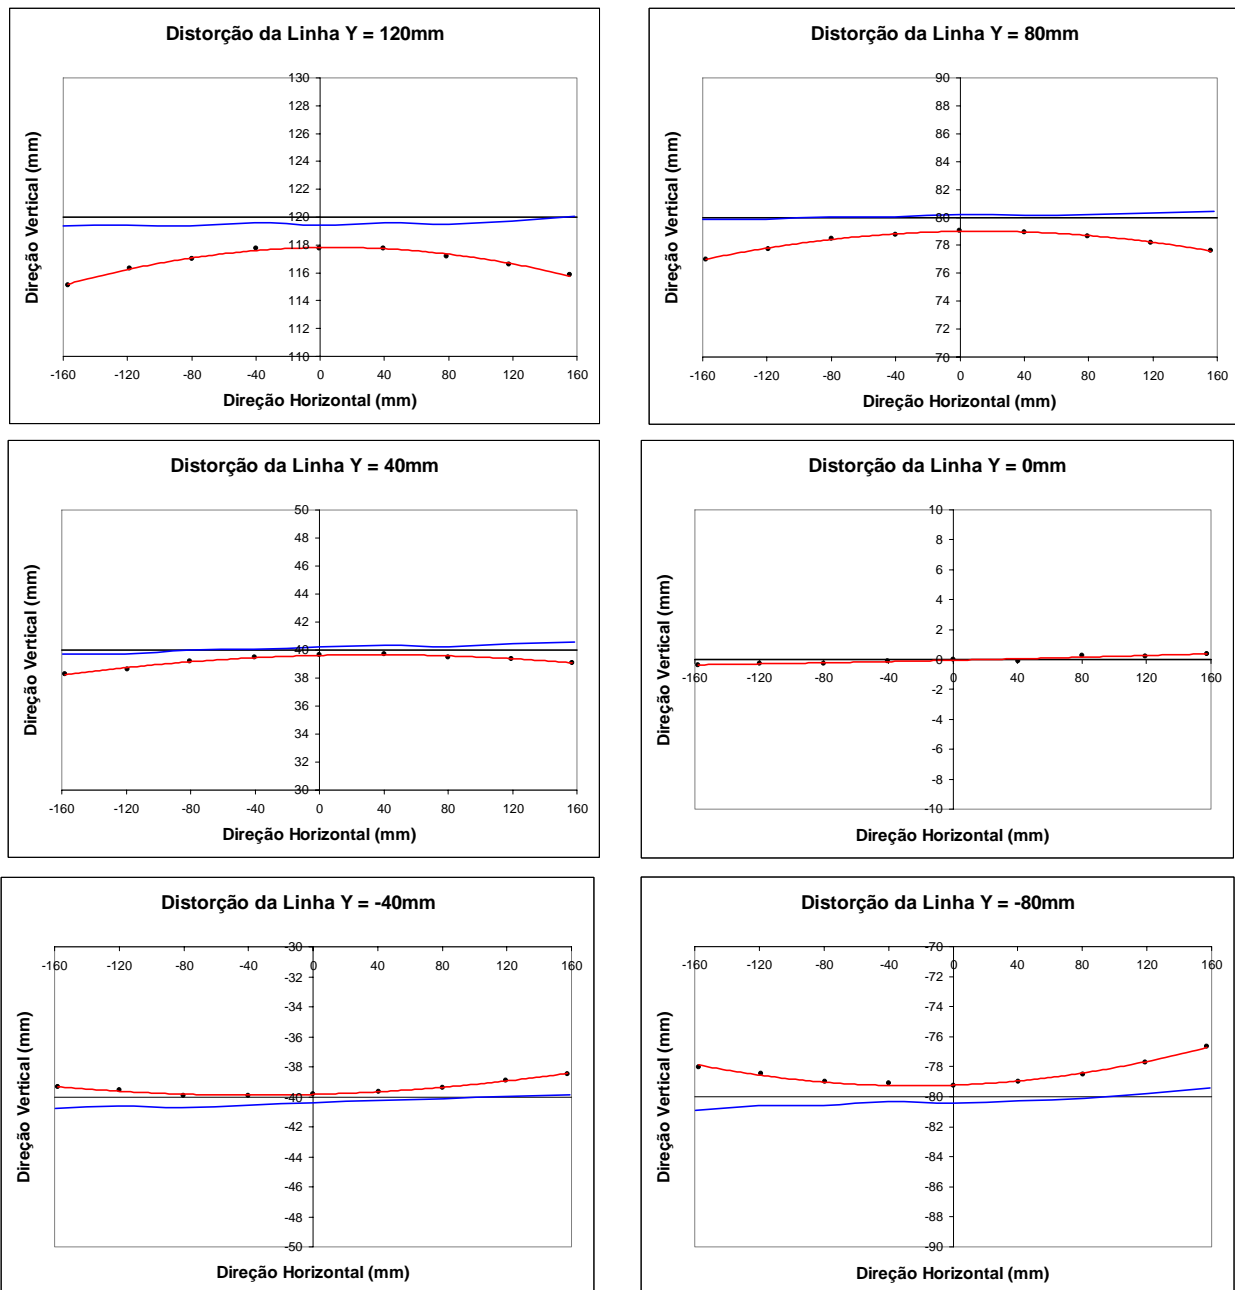 Distorção da Linha Y = 120mm
Direção Vertical (mm)
130
128
126
124
122
120
118
116
114
112
110
-160 -120 -80 -40 0 40 80 120 160
Direção Horizontal (mm)
Distorção da Linha Y = 80mm
Direção Vertical (mm)
90
88
86
84
82
80
78
76
74
72
70
-160 -120 -80 -40 0 40 80 120 160
Direção Horizontal (mm)
Distorção da Linha Y = 40mm
Direção Vertical (mm)
50
48
46
44
42
40
38
36
34
32
30
-160 -120 -80 -40 0 40 80 120 160
Direção Horizontal (mm)
Distorção da Linha Y = 0mm
Direção Vertical (mm)
10
8
6
4
2
0
-2
-4
-6
-8
-10
-160 -120 -80 -40 0 40 80 120 160
Direção Horizontal (mm)
Distorção da Linha Y = -40mm
Direção Vertical (mm)
-30
-32
-34
-36
-38
-40
-42
-44
-46
-48
-50
-160 -120 -80 -40 0 40 80 120 160
Direção Horizontal (mm)
Distorção da Linha Y = -80mm
Direção Vertical (mm)
-70
-72
-74
-76
-78
-80
-82
-84
-86
-88
-90
-160 -120 -80 -40 0 40 80 120 160
Direção Horizontal (mm)